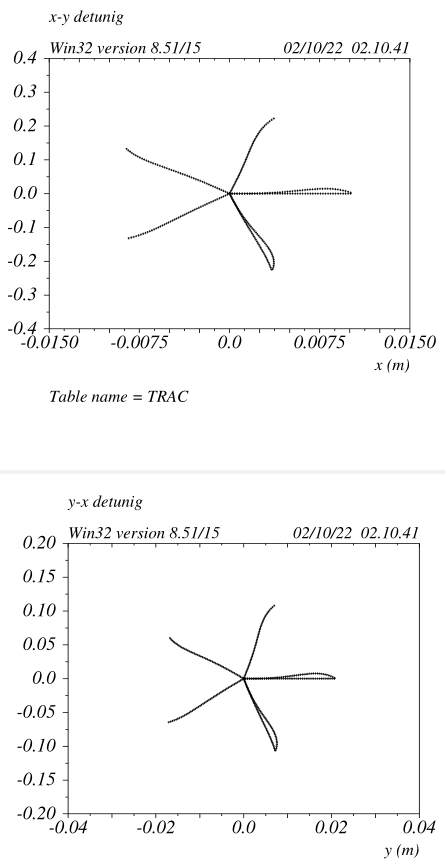 x-y detunig
Win32 version 8.51/15 02/10/22 02.10.41
0.4
0.3
0.2
0.1
0.0
-0.1
-0.2
-0.3
-0.4
-0.0150 -0.0075 0.0 0.0075 0.0150
x (m)
Table name = TRAC
y-x detunig
Win32 version 8.51/15 02/10/22 02.10.41
0.20
0.15
0.10
0.05
0.0
-0.05
-0.10
-0.15
-0.20
-0.04 -0.02 0.0 0.02 0.04
y (m)